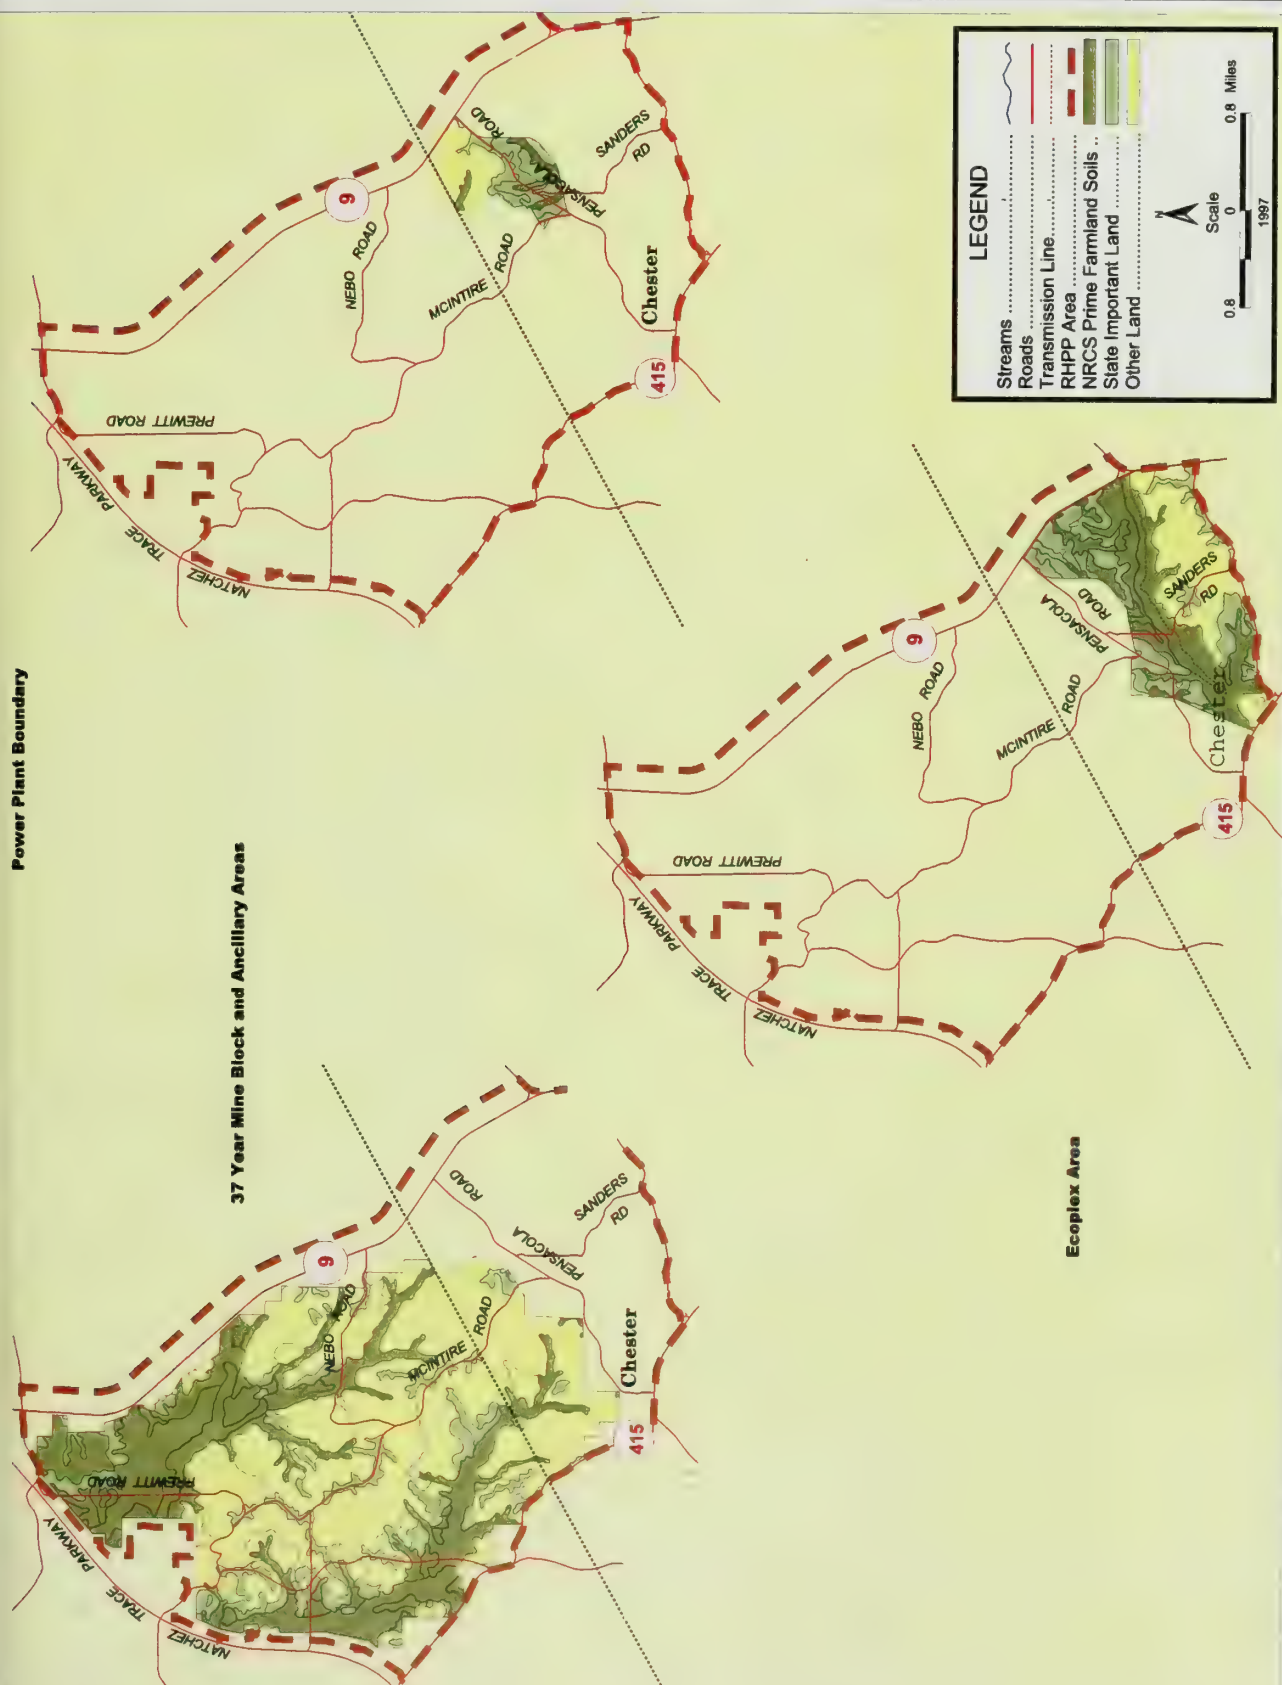 Power Plant Boundary
NATCHEZ
TRACE
PARKWAY
PREWITT ROAD
9
NEBO
ROAD
MCINTIRE
ROAD
PENSACOLA
ROAD
SANDERS
RD
Chester
415
37 Year Mine Block and Ancillary Areas
NATCHEZ
TRACE
PARKWAY
PREWITT ROAD
9
NEBO
ROAD
MCINTIRE
ROAD
PENSACOLA
ROAD
SANDERS
RD
Chester
415
Ecoplex Area
NATCHEZ
TRACE
PARKWAY
PREWITT ROAD
9
NEBO
ROAD
MCINTIRE
ROAD
PENSACOLA
ROAD
SANDERS
RD
Chester
415
LEGEND
Streams
Roads
Transmission Line
RHPP Area
NRCS Prime Farmland Soils
State Important Land
Other Land
N
Scale
0.8 0 0.8 Miles
1997